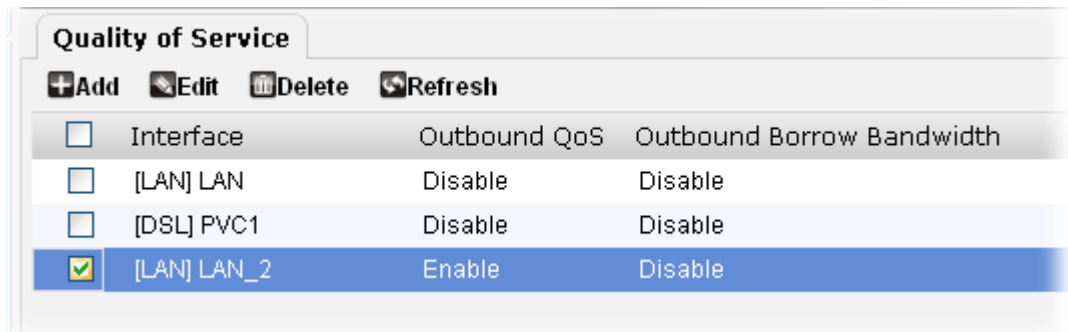 Quality of Service
Add Edit Delete Refresh
Interface Outbound QoS Outbound Borrow Bandwidth
[LAN] LAN Disable Disable
[DSL] PVC1 Disable Disable
[LAN] LAN_2 Enable Disable